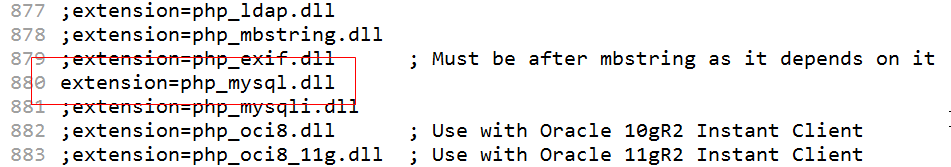 877 ;extension=php_ldap.dll
878 ;extension=php_mbstring.dll
879 ;extension=php_exif.dll      ; Must be after mbstring as it depends on it
880 extension=php_mysql.dll
881 ;extension=php_mysqli.dll
882 ;extension=php_oci8.dll      ; Use with Oracle 10gR2 Instant Client
883 ;extension=php_oci8_11g.dll  ; Use with Oracle 11gR2 Instant Client